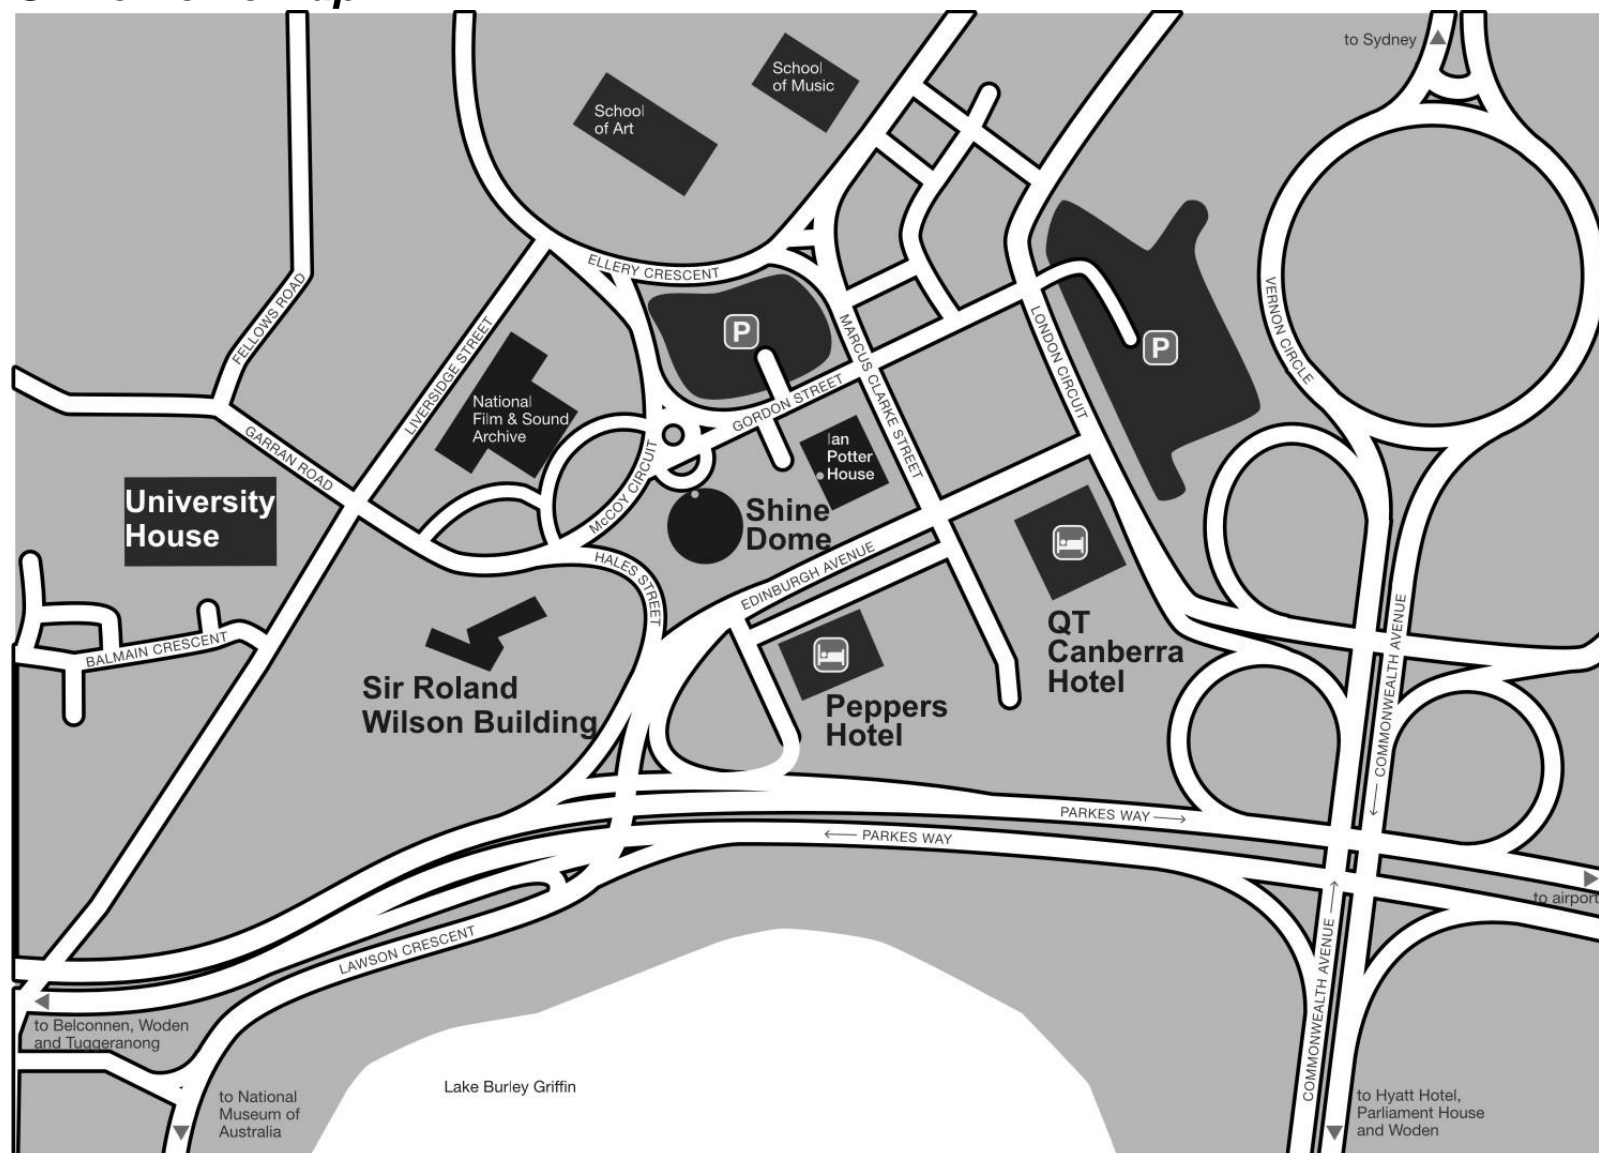 to Sydney
School
of Music
School
of Art
ELLERY CRESCENT
FELLOWS ROAD
LIVERSIDGE STREET
P
MARCUS CLARKE STREET
LONDON CIRCUIT
P
VERNON CIRCLE
National
Film & Sound
Archive
GORDON STREET
GARRAN ROAD
McCOY CIRCUIT
Ian
Potter
House
University
House
Shine
Dome
HALES STREET
EDINBURGH AVENUE
BALMAIN CRESCENT
QT
Canberra
Hotel
COMMONWEALTH AVENUE
Sir Roland
Wilson Building
Peppers
Hotel
PARKES WAY
PARKES WAY
to airport
LAWSON CRESCENT
COMMONWEALTH AVENUE
to Belconnen, Woden
and Tuggeranong
Lake Burley Griffin
to National
Museum of
Australia
to Hyatt Hotel,
Parliament House
and Woden